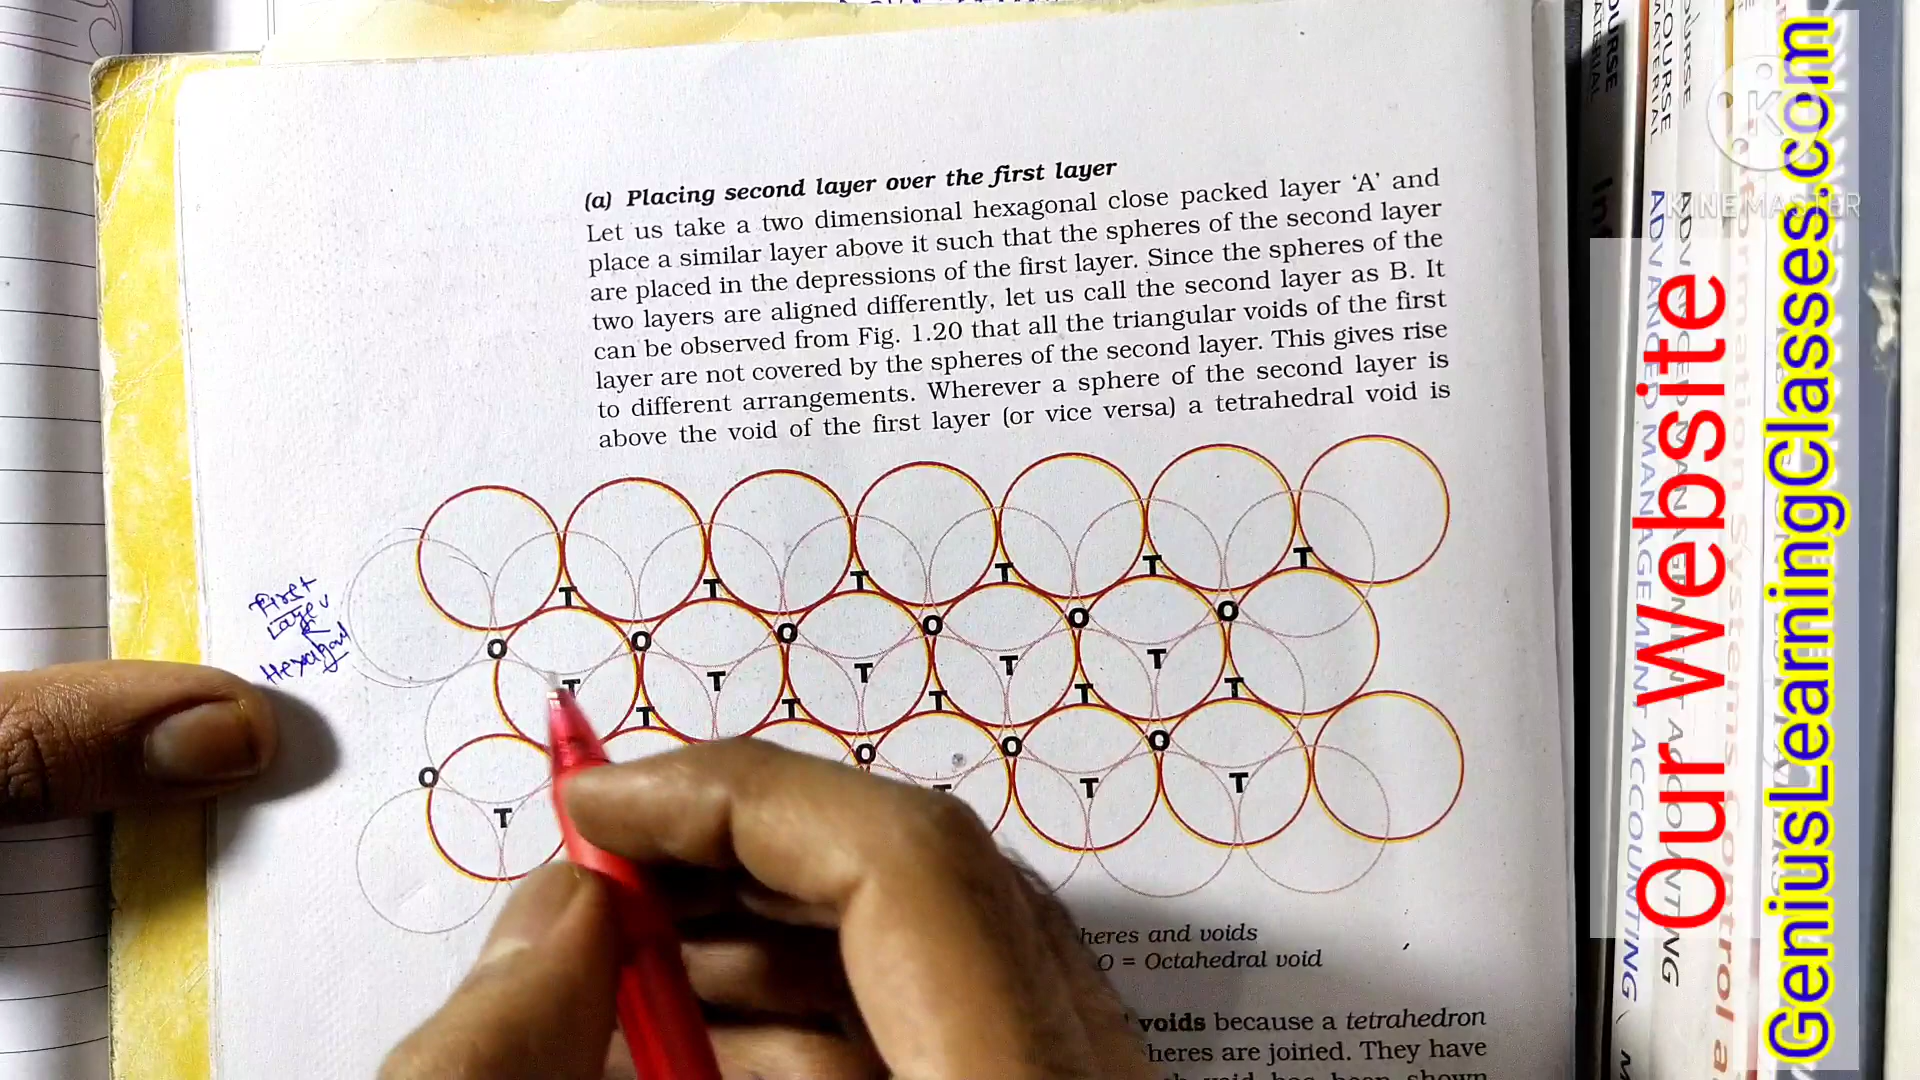 (a) Placing second layer over the first layer
Let us take a two dimensional hexagonal close packed layer ‘A’ and
place a similar layer above it such that the spheres of the second layer
are placed in the depressions of the first layer. Since the spheres of the
two layers are aligned differently, let us call the second layer as B. It
can be observed from Fig. 1.20 that all the triangular voids of the first
layer are not covered by the spheres of the second layer. This gives rise
to different arrangements. Wherever a sphere of the second layer is
above the void of the first layer (or vice versa) a tetrahedral void is
First
Layer
Hexagonal
T T T T T T
O O O O O O
T T T T T
T T T T T
O O O O
T T T T
heres and voids
O = Octahedral void
voids because a tetrahedron
heres are joined. They have
Our Website
GeniusLearningClasses.com
K
KINEMASTER
COURSE
MATERIAL
ADVANCED MANAGEMENT ACCOUNTING